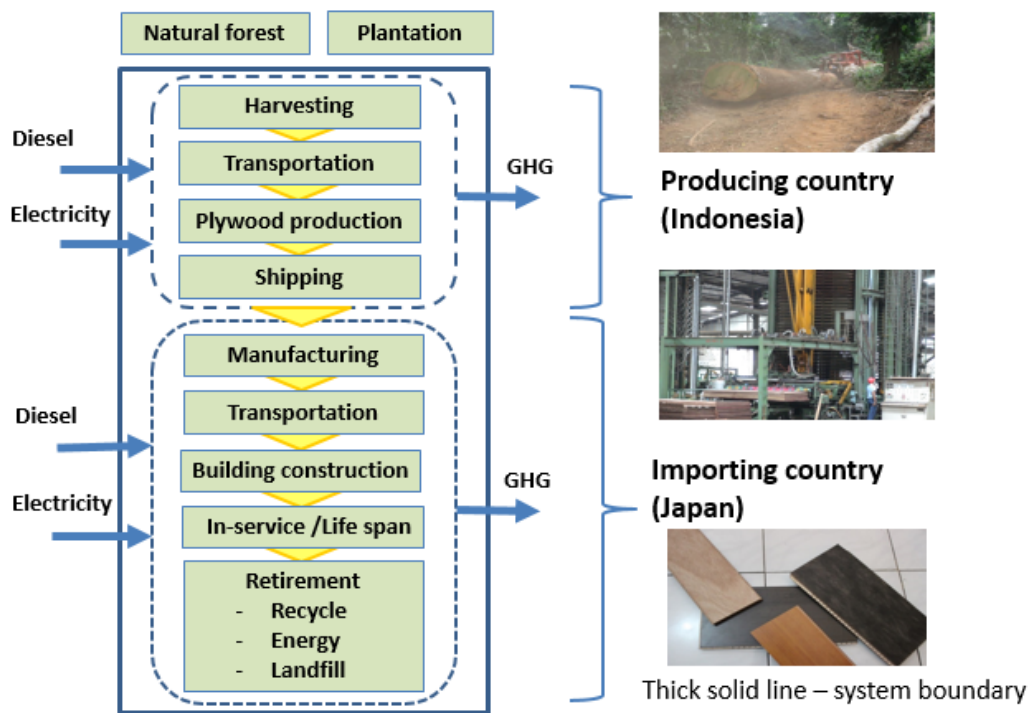 Natural forest
Plantation
Harvesting
Diesel
Transportation
GHG
Electricity
Plywood production
Shipping
Producing country
(Indonesia)
Manufacturing
Diesel
Transportation
Building construction
GHG
Electricity
In-service /Life span
Importing country
(Japan)
Retirement
- Recycle
- Energy
- Landfill
Thick solid line – system boundary